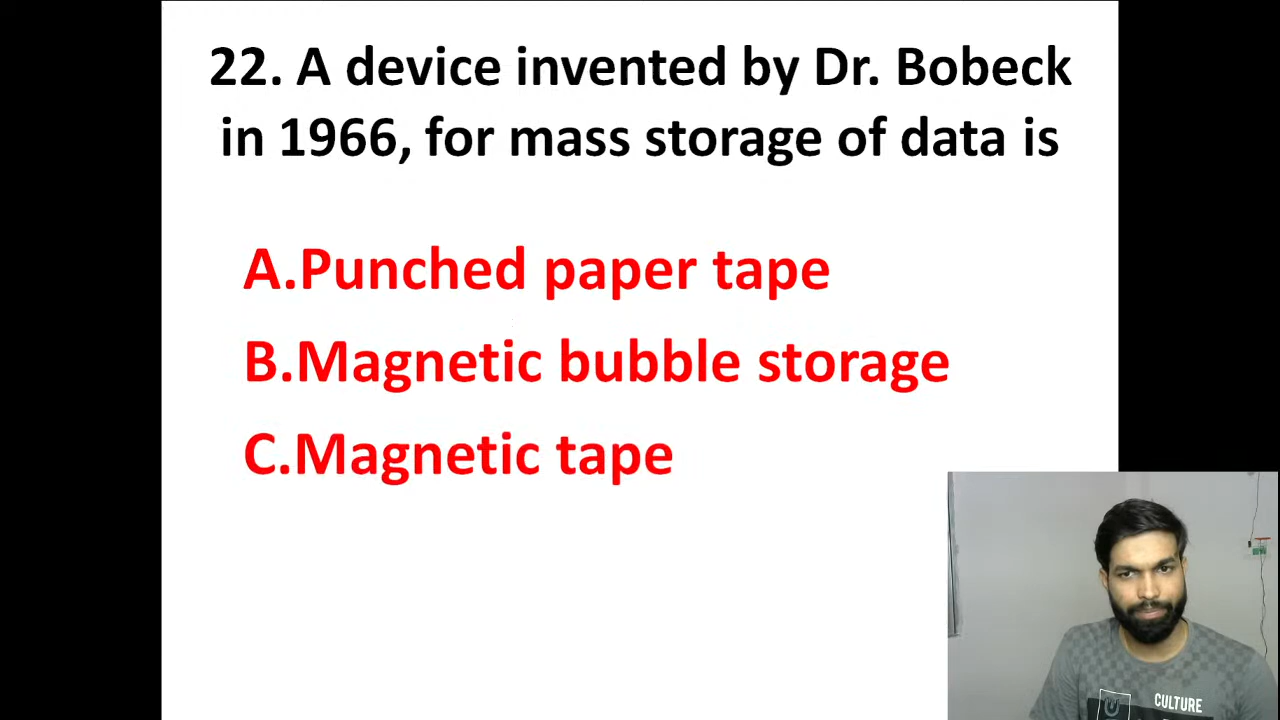 22. A device invented by Dr. Bobeck
in 1966, for mass storage of data is
A.Punched paper tape
B.Magnetic bubble storage
C.Magnetic tape
CULTURE